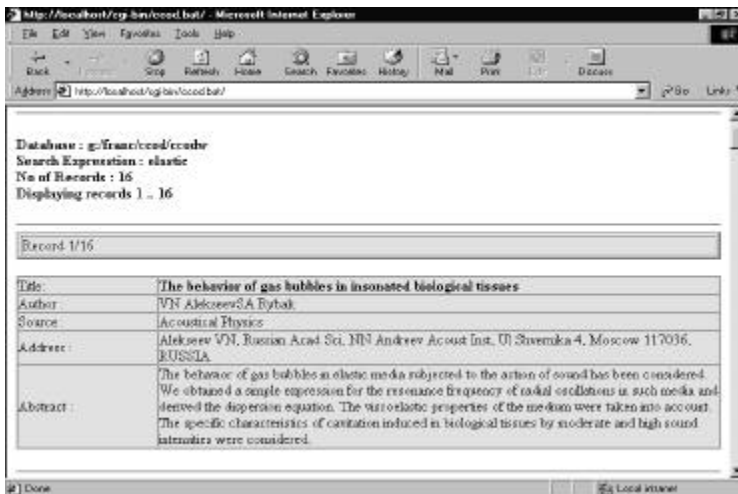 http://localhost/cgi-bin/ccod.bat/ - Microsoft Internet Explorer
File Edit View Favorites Tools Help
Back Stop Refresh Home Search Favorites History Mail Print Edit Discuss
Address http://localhost/cgi-bin/ccod.bat/ Go Links
Database : g:/franc/ccod/ccodw
Search Expression : elastic
No of Records : 16
Displaying records 1 .. 16
Record 1/16
Title: The behavior of gas bubbles in insonated biological tissues
Author : VN AlekseevSA Rybak
Source Acoustical Physics
Address : Alekseev VN, Russian Acad Sci, NN Andreev Acoust Inst, Ul Shvernika 4, Moscow 117036,
RUSSIA
Abstract : The behavior of gas bubbles in elastic media subjected to the action of sound has been considered.
We obtained a simple expression for the resonance frequency of radial oscillations in such media and
derived the dispersion equation. The viscoelastic properties of the medium were taken into account.
The specific characteristics of cavitation induced in biological tissues by moderate and high sound
intensities were considered.
Done Local intranet